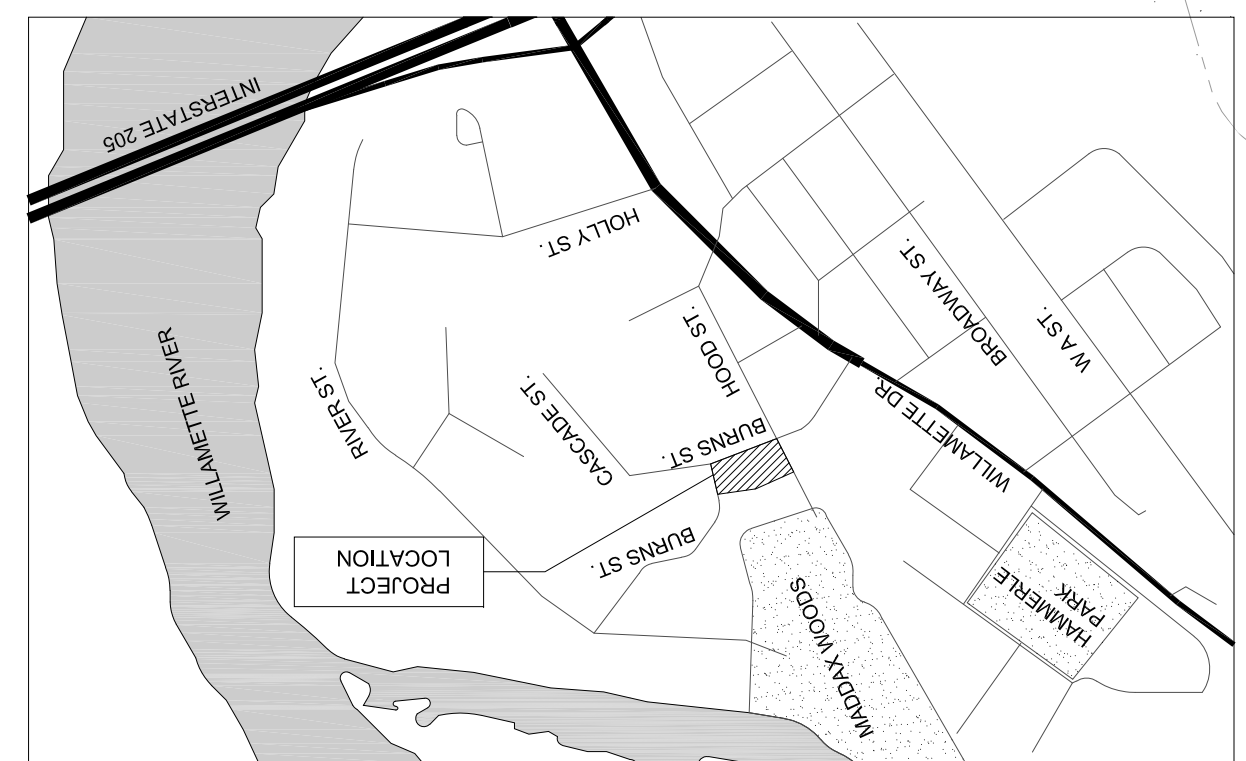 MADDAX WOODS
HAMMERLE
PARK
PROJECT
LOCATION
BURNS ST.
WILLAMETTE DR.
BURNS ST.
CASCADE ST.
RIVER ST.
WILLAMETTE RIVER
HOOD ST.
W A ST.
BROADWAY ST.
HOLLY ST.
INTERSTATE 205